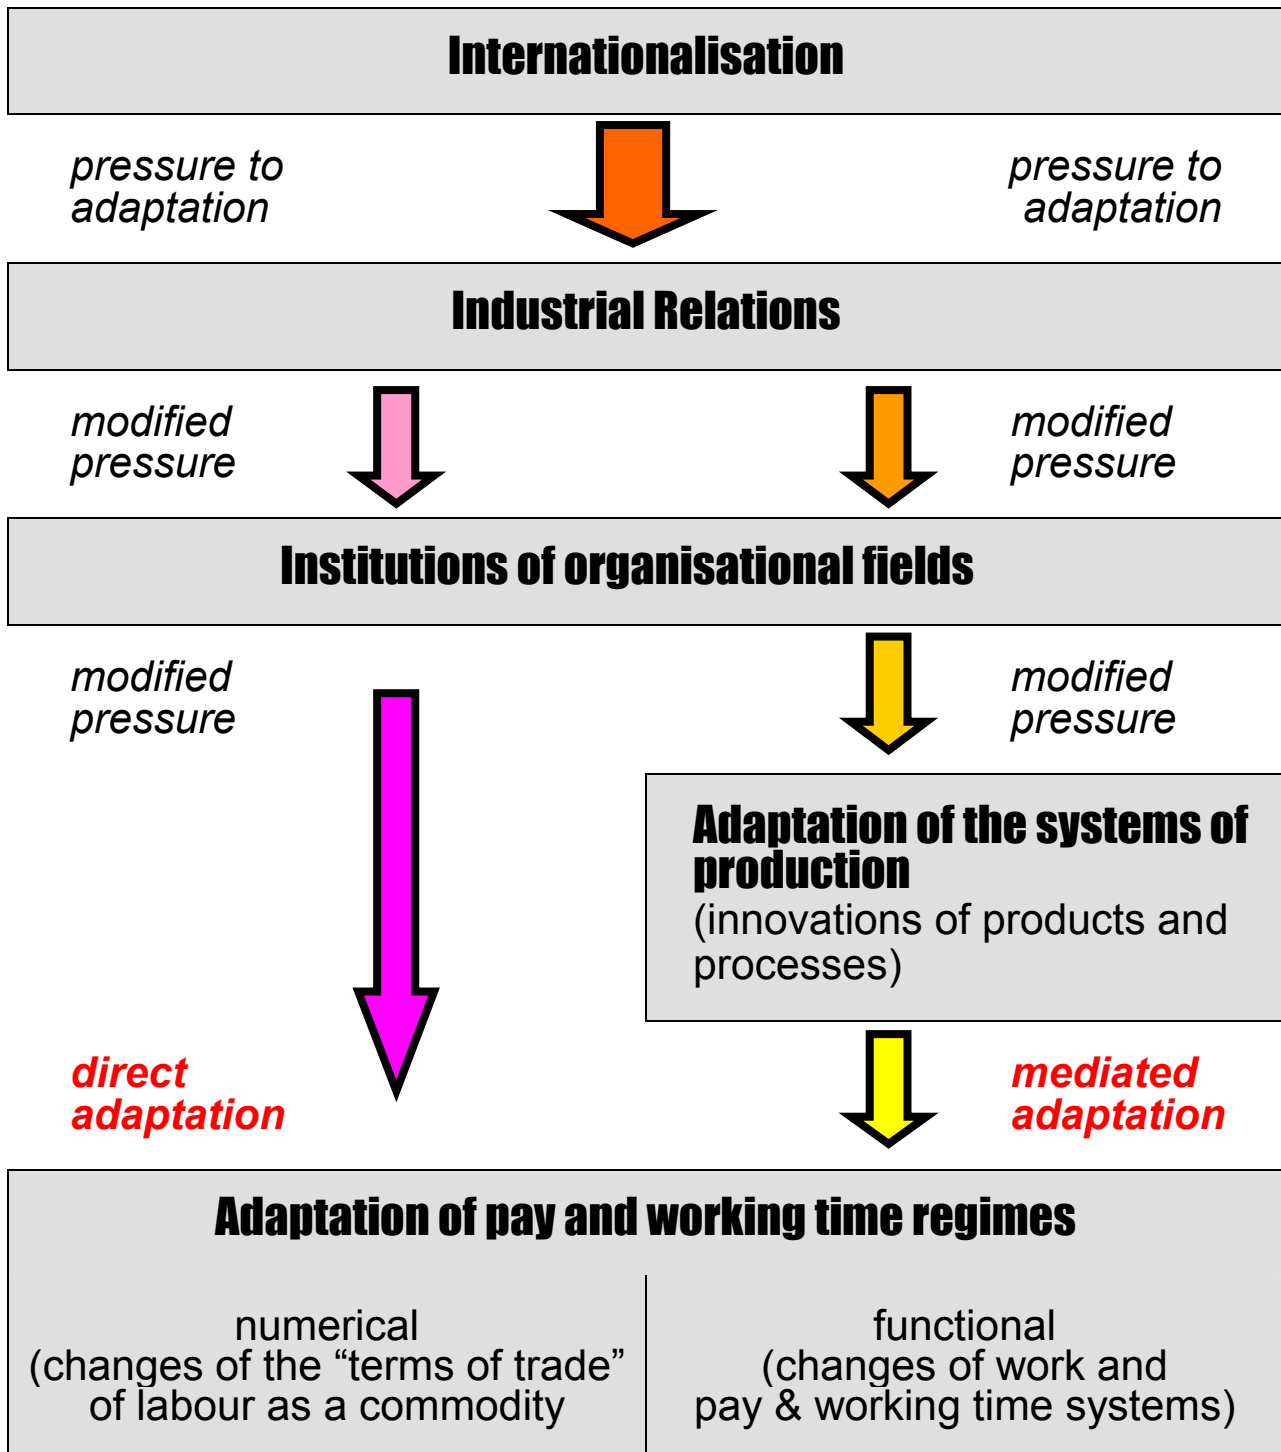 Internationalisation
pressure to
adaptation
pressure to
adaptation
Industrial Relations
modified
pressure
modified
pressure
Institutions of organisational fields
modified
pressure
modified
pressure
Adaptation of the systems of
production
(innovations of products and
processes)
direct
adaptation
mediated
adaptation
Adaptation of pay and working time regimes
numerical
(changes of the “terms of trade”
of labour as a commodity
functional
(changes of work and
pay & working time systems)